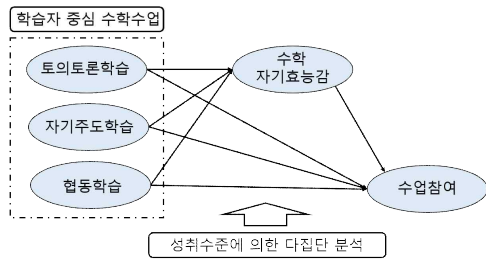 학습자 중심 수학수업
토의토론학습
수학
자기효능감
자기주도학습
협동학습
수업참여
성취수준에 의한 다집단 분석